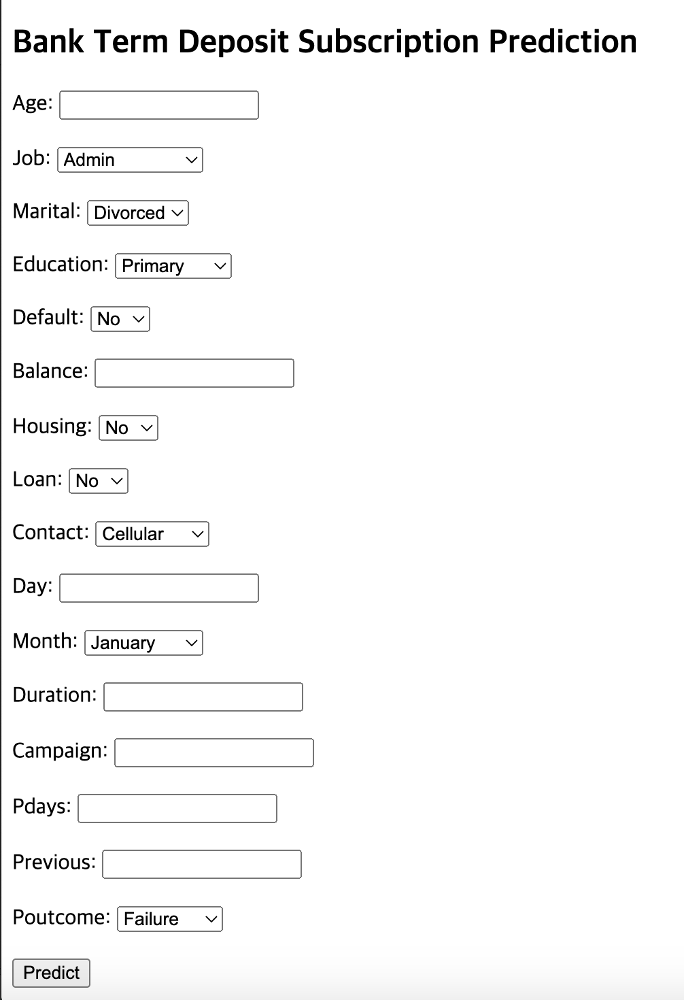 Bank Term Deposit Subscription Prediction
Age:
Job: Admin
Marital: Divorced
Education: Primary
Default: No
Balance:
Housing: No
Loan: No
Contact: Cellular
Day:
Month: January
Duration:
Campaign:
Pdays:
Previous:
Poutcome: Failure
Predict